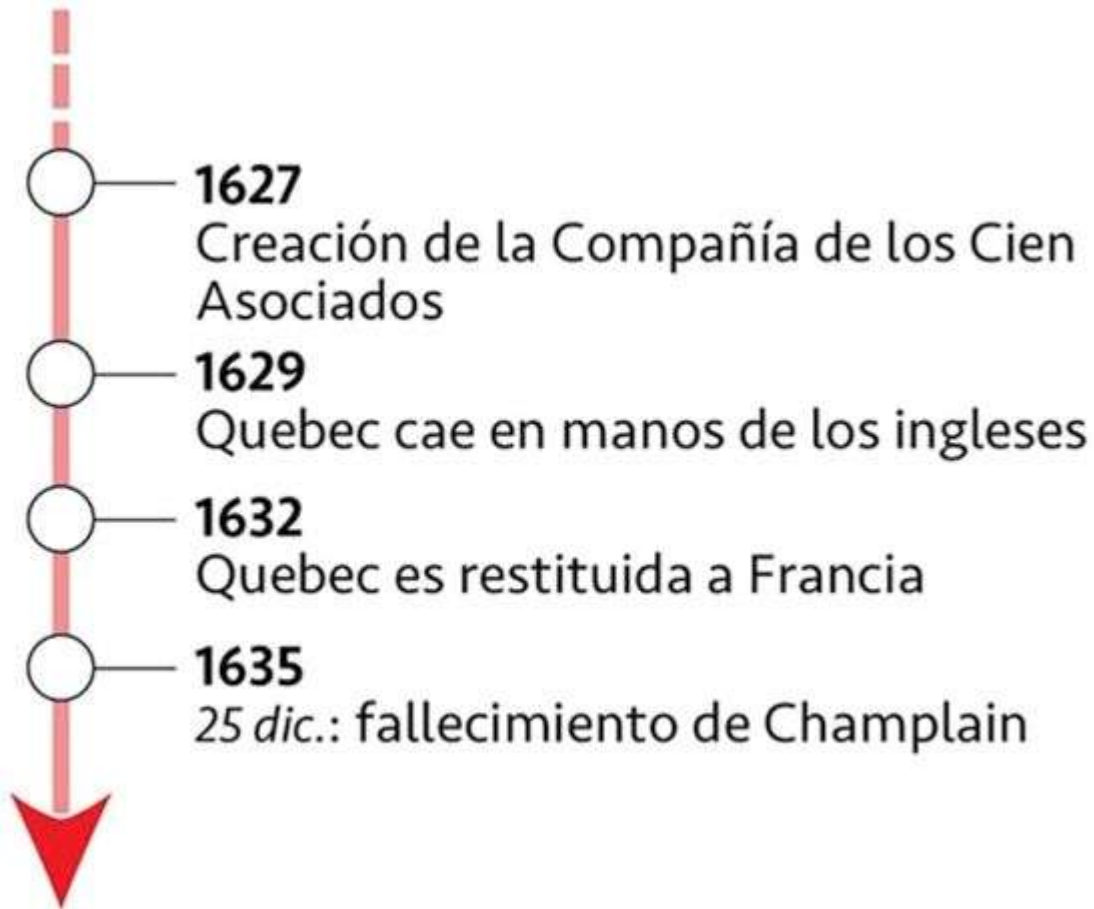 1627
Creación de la Compañía de los Cien
Asociados
1629
Quebec cae en manos de los ingleses
1632
Quebec es restituida a Francia
1635
25 dic.: fallecimiento de Champlain